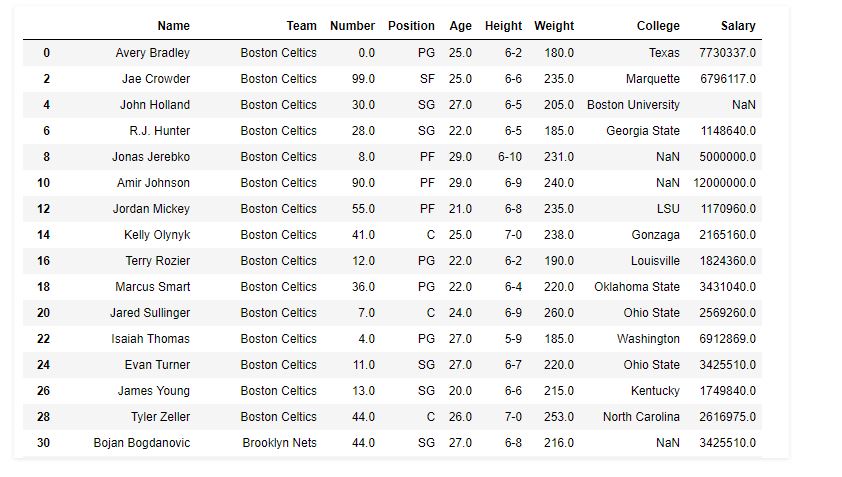 Name Team Number Position Age Height Weight College Salary
0 Avery Bradley Boston Celtics 0.0 PG 25.0 6-2 180.0 Texas 7730337.0
2 Jae Crowder Boston Celtics 99.0 SF 25.0 6-6 235.0 Marquette 6796117.0
4 John Holland Boston Celtics 30.0 SG 27.0 6-5 205.0 Boston University NaN
6 R.J. Hunter Boston Celtics 28.0 SG 22.0 6-5 185.0 Georgia State 1148640.0
8 Jonas Jerebko Boston Celtics 8.0 PF 29.0 6-10 231.0 NaN 5000000.0
10 Amir Johnson Boston Celtics 90.0 PF 29.0 6-9 240.0 NaN 12000000.0
12 Jordan Mickey Boston Celtics 55.0 PF 21.0 6-8 235.0 LSU 1170960.0
14 Kelly Olynyk Boston Celtics 41.0 C 25.0 7-0 238.0 Gonzaga 2165160.0
16 Terry Rozier Boston Celtics 12.0 PG 22.0 6-2 190.0 Louisville 1824360.0
18 Marcus Smart Boston Celtics 36.0 PG 22.0 6-4 220.0 Oklahoma State 3431040.0
20 Jared Sullinger Boston Celtics 7.0 C 24.0 6-9 260.0 Ohio State 2569260.0
22 Isaiah Thomas Boston Celtics 4.0 PG 27.0 5-9 185.0 Washington 6912869.0
24 Evan Turner Boston Celtics 11.0 SG 27.0 6-7 220.0 Ohio State 3425510.0
26 James Young Boston Celtics 13.0 SG 20.0 6-6 215.0 Kentucky 1749840.0
28 Tyler Zeller Boston Celtics 44.0 C 26.0 7-0 253.0 North Carolina 2616975.0
30 Bojan Bogdanovic Brooklyn Nets 44.0 SG 27.0 6-8 216.0 NaN 3425510.0